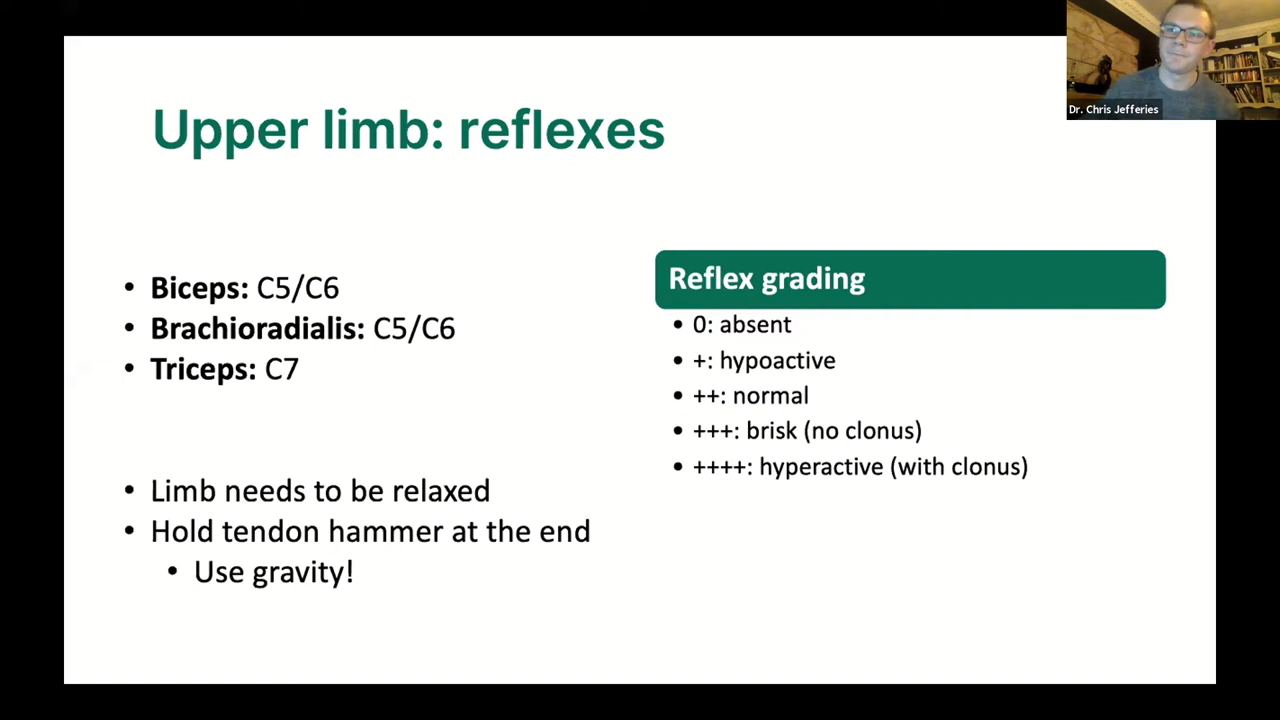 Upper limb: reflexes
Dr. Chris Jefferies
• Biceps: C5/C6
• Brachioradialis: C5/C6
• Triceps: C7
• Limb needs to be relaxed
• Hold tendon hammer at the end
• Use gravity!
Reflex grading
• 0: absent
• +: hypoactive
• ++: normal
• +++: brisk (no clonus)
• ++++: hyperactive (with clonus)